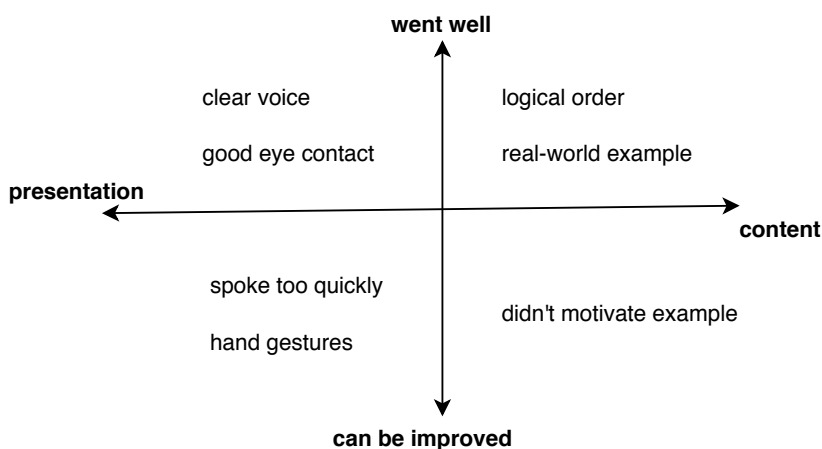 went well
clear voice
logical order
good eye contact
real-world example
presentation
content
spoke too quickly
didn't motivate example
hand gestures
can be improved